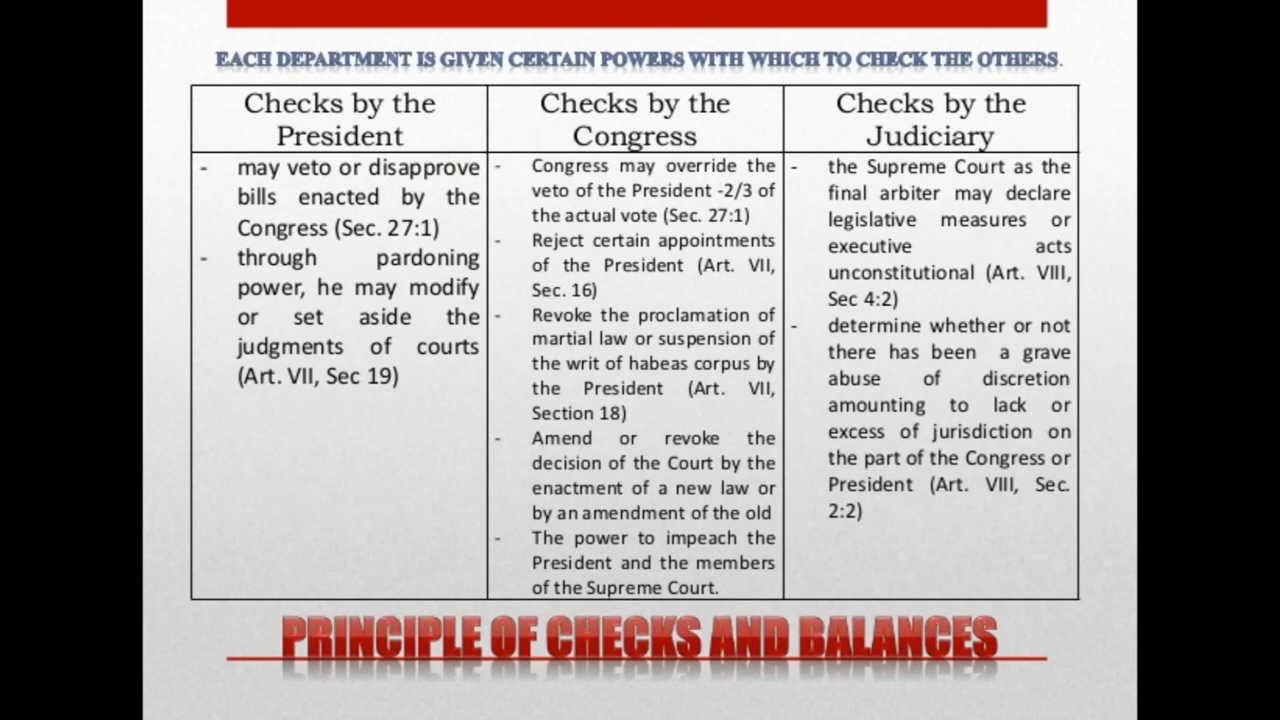 EACH DEPARTMENT IS GIVEN CERTAIN POWERS WITH WHICH TO CHECK THE OTHERS.
Checks by the
President
- may veto or disapprove
bills enacted by the
Congress (Sec. 27:1)
- through pardoning
power, he may modify
or set aside the
judgments of courts
(Art. VII, Sec 19)
Checks by the
Congress
- Congress may override the
veto of the President -2/3 of
the actual vote (Sec. 27:1)
- Reject certain appointments
of the President (Art. VII,
Sec. 16)
- Revoke the proclamation of
martial law or suspension of
the writ of habeas corpus by
the President (Art. VII,
Section 18)
- Amend or revoke the
decision of the Court by the
enactment of a new law or
by an amendment of the old
- The power to impeach the
President and the members
of the Supreme Court.
Checks by the
Judiciary
- the Supreme Court as the
final arbiter may declare
legislative measures or
executive acts
unconstitutional (Art. VIII,
Sec 4:2)
- determine whether or not
there has been a grave
abuse of discretion
amounting to lack or
excess of jurisdiction on
the part of the Congress or
President (Art. VIII, Sec.
2:2)
PRINCIPLE OF CHECKS AND BALANCES